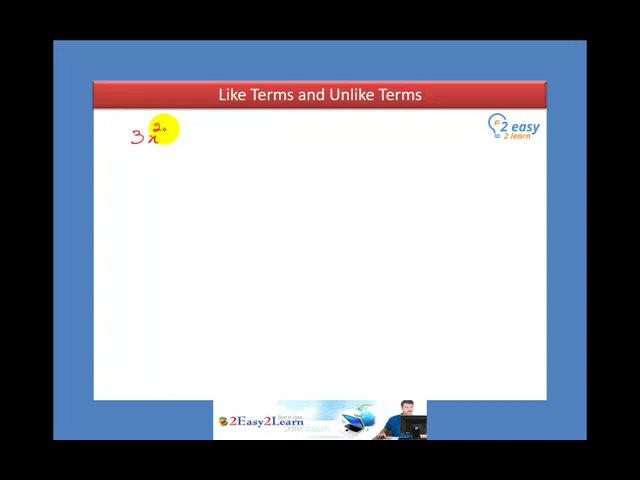 Like Terms and Unlike Terms
3x²
2 easy
2 learn
2Easy2Learn